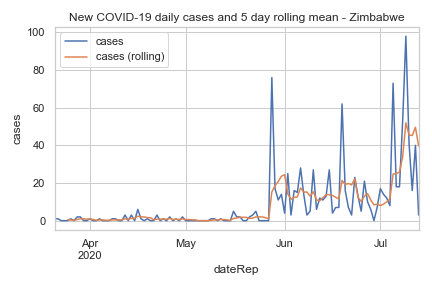 New COVID-19 daily cases and 5 day rolling mean - Zimbabwe
cases
cases (rolling)
100
80
60
40
20
0
cases
Apr
2020
May
Jun
Jul
dateRep